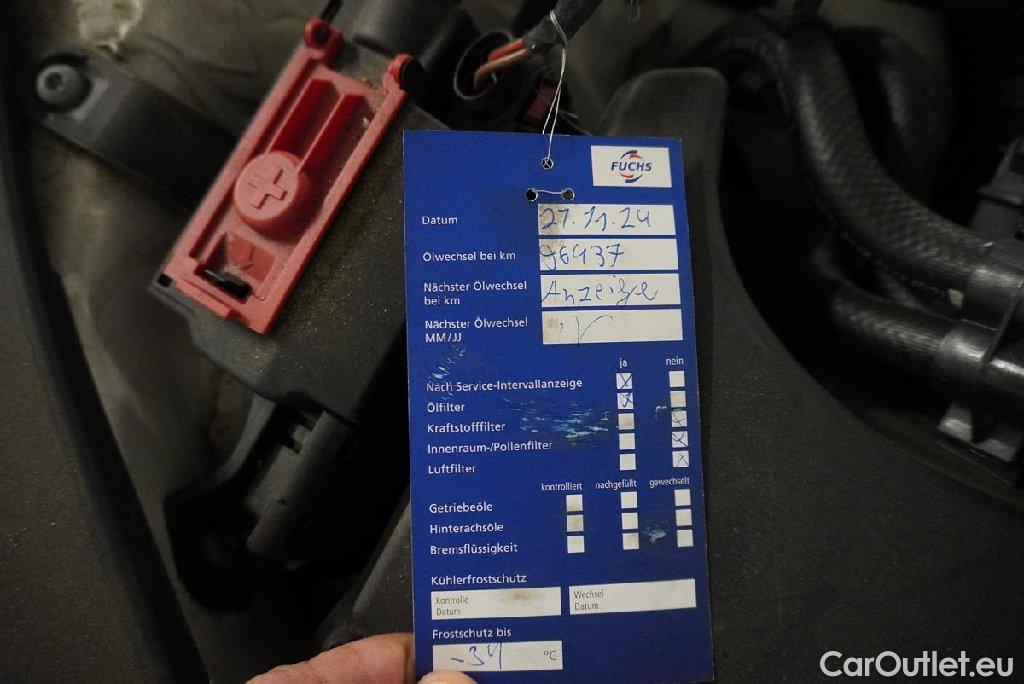 FUCHS
Datum 27.11.24
Ölwechsel bei km 96437
Nächster Ölwechsel Anzeige
bei km
Nächster Ölwechsel
MM/JJ
ja nein
Nach Service-Intervallanzeige
Ölfilter
Kraftstofffilter
Innenraum-/Pollenfilter
Luftfilter
kontrolliert nachgefüllt gewechselt
Getriebeöle
Hinterachsöle
Bremsflüssigkeit
Kühlerfrostschutz
Kontrolle Wechsel
Datum Datum
Frostschutz bis
-34 °C
CarOutlet.eu